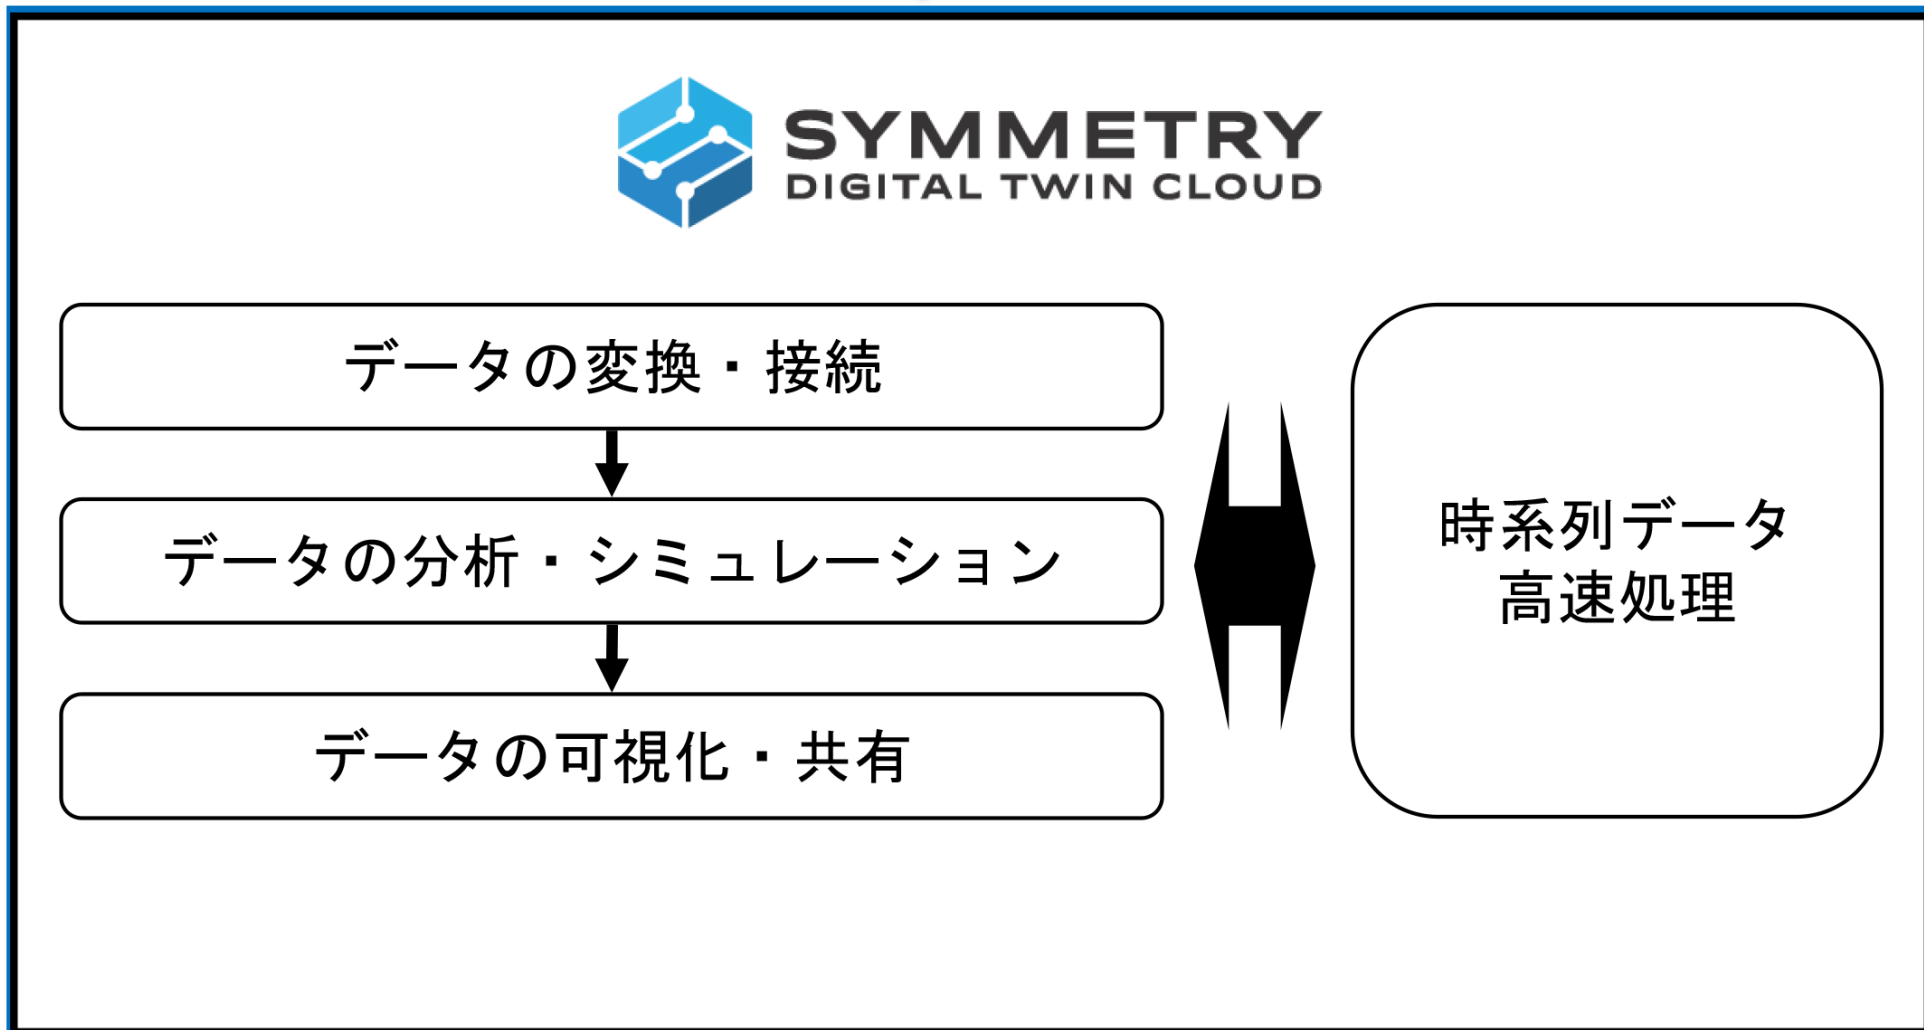 SYMMETRY
DIGITAL TWIN CLOUD
データの変換・接続
データの分析・シミュレーション
データの可視化・共有
時系列データ
高速処理